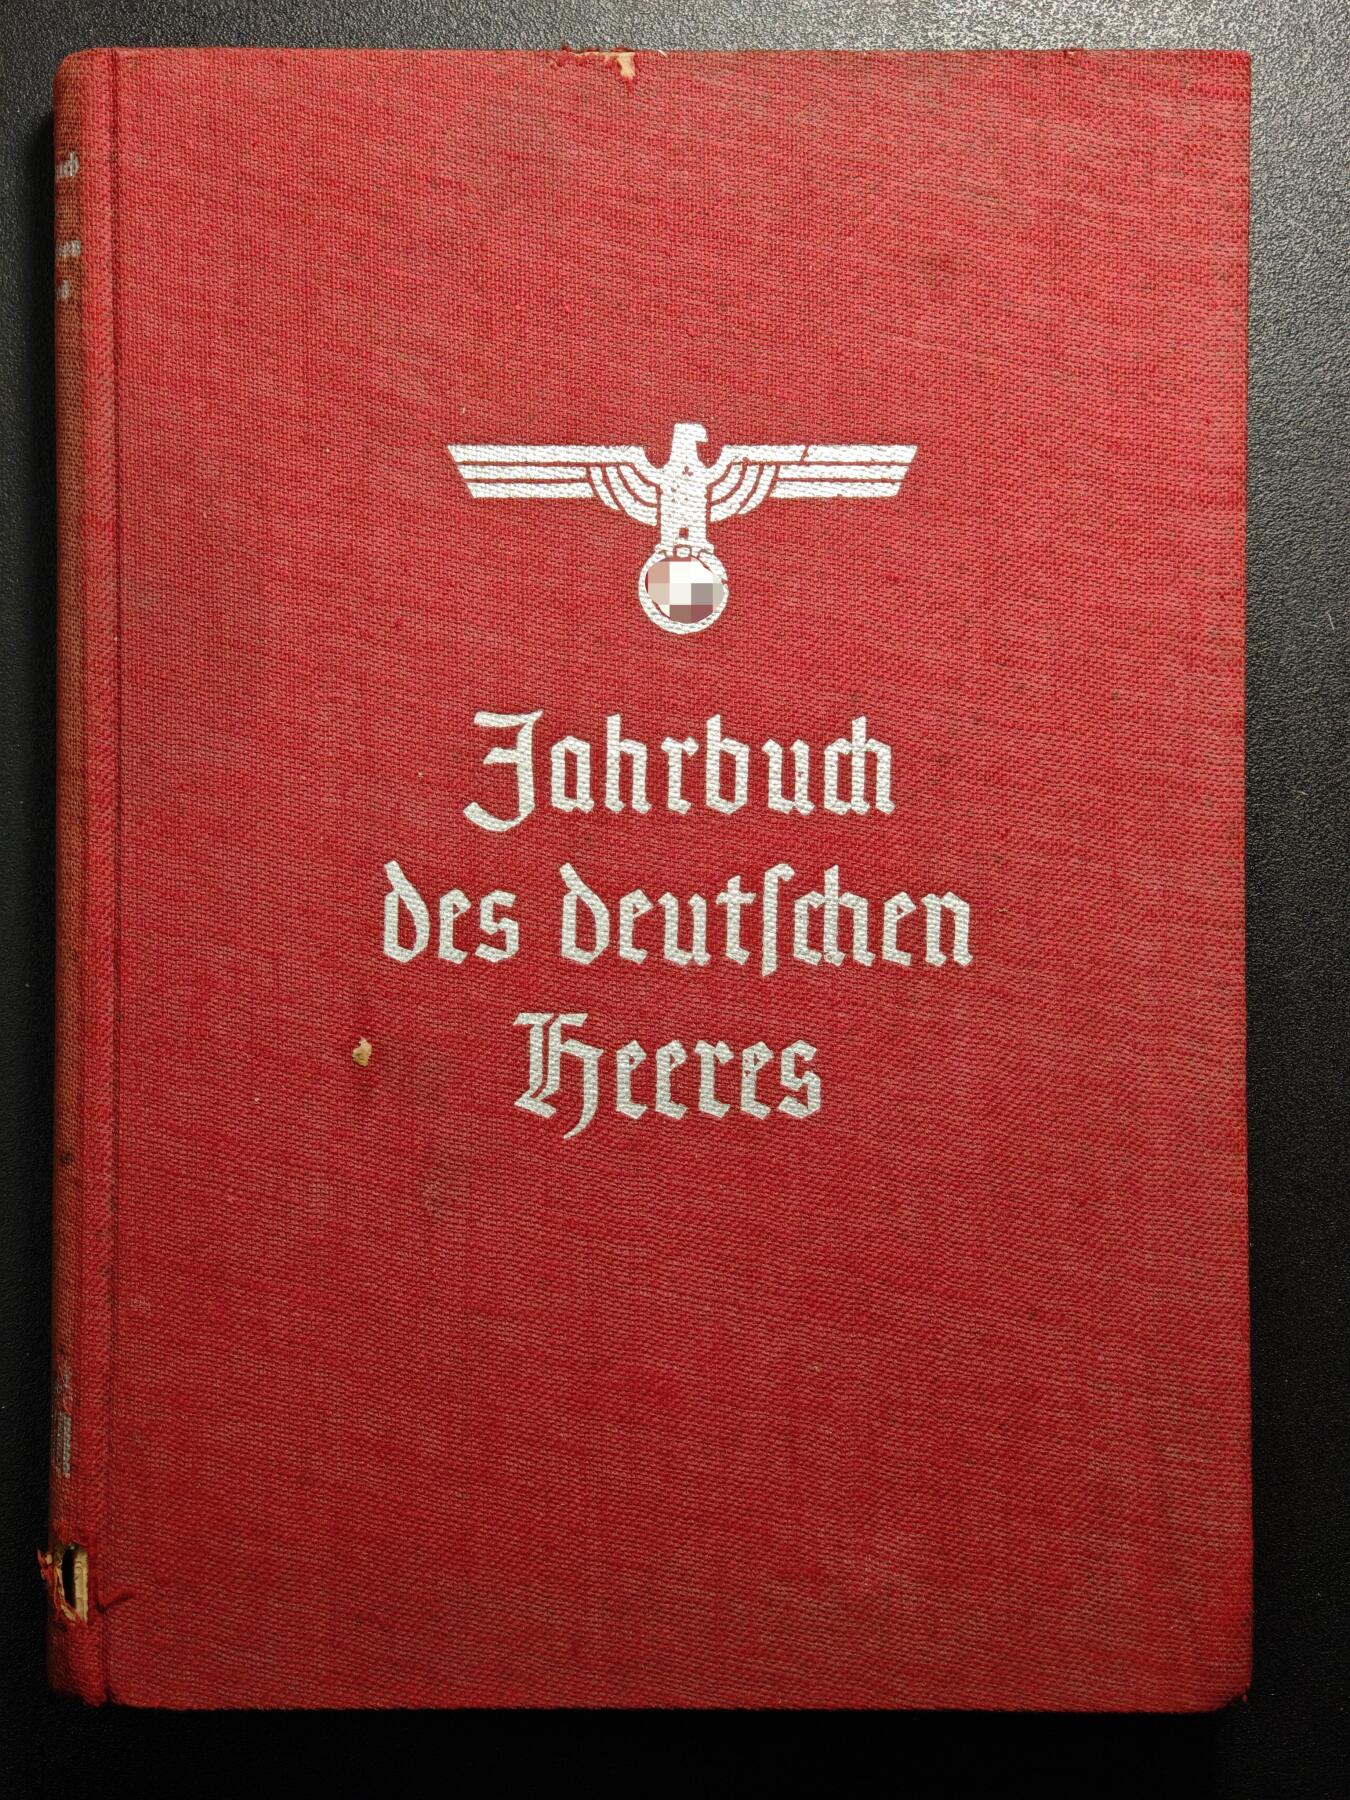 Jahrbuch
des deutſchen
Heeres